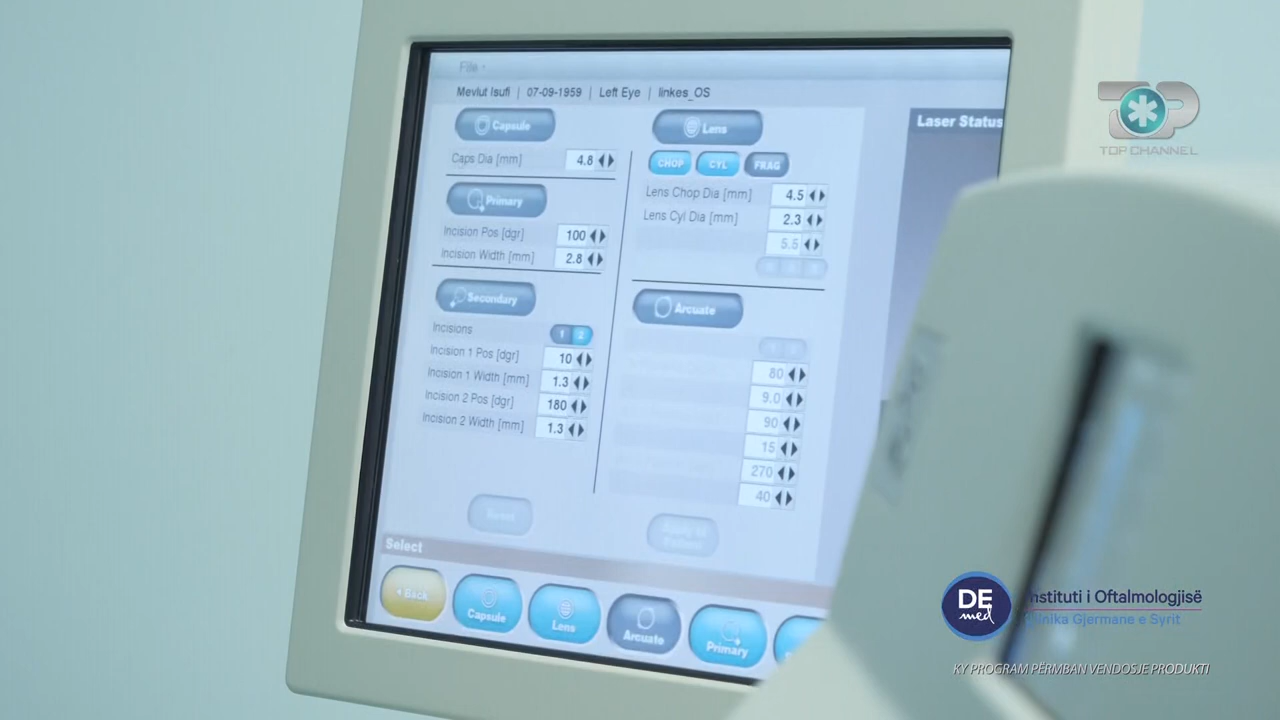 File
Mevlut Isufi | 07-09-1959 | Left Eye | linkes_OS
Capsule
Caps Dia [mm] 4.8
Primary
Incision Pos [dgr] 100
Incision Width [mm] 2.8
Secondary
Incisions 1 2
Incision 1 Pos [dgr] 10
Incision 1 Width [mm] 1.3
Incision 2 Pos [dgr] 180
Incision 2 Width [mm] 1.3
Lens
CHOP CYL FRAG
Lens Chop Dia [mm] 4.5
Lens Cyl Dia [mm] 2.3
5.5
Arcuate
80
9.0
90
15
270
40
Laser Status
Select
Back
Capsule
Lens
Arcuate
Primary
TOP
TOP CHANNEL
DE
med
Instituti i Oftalmologjisë
Klinika Gjermane e Syrit
KY PROGRAM PËRMBAN VENDOSJE PRODUKTI